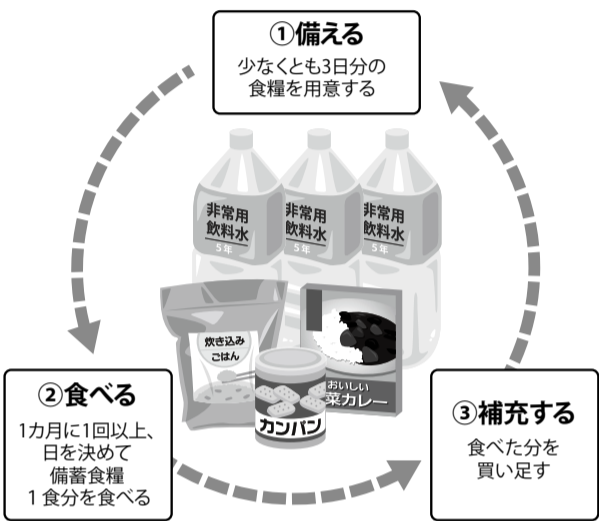 ①備える
少なくとも3日分の
食糧を用意する
非常用
飲料水
5年
非常用
飲料水
5年
非常用
飲料水
5年
炊き込み
ごはん
おいしい
菜カレー
カンパン
②食べる
1カ月に1回以上、
日を決めて
備蓄食糧
1食分を食べる
③補充する
食べた分を
買い足す